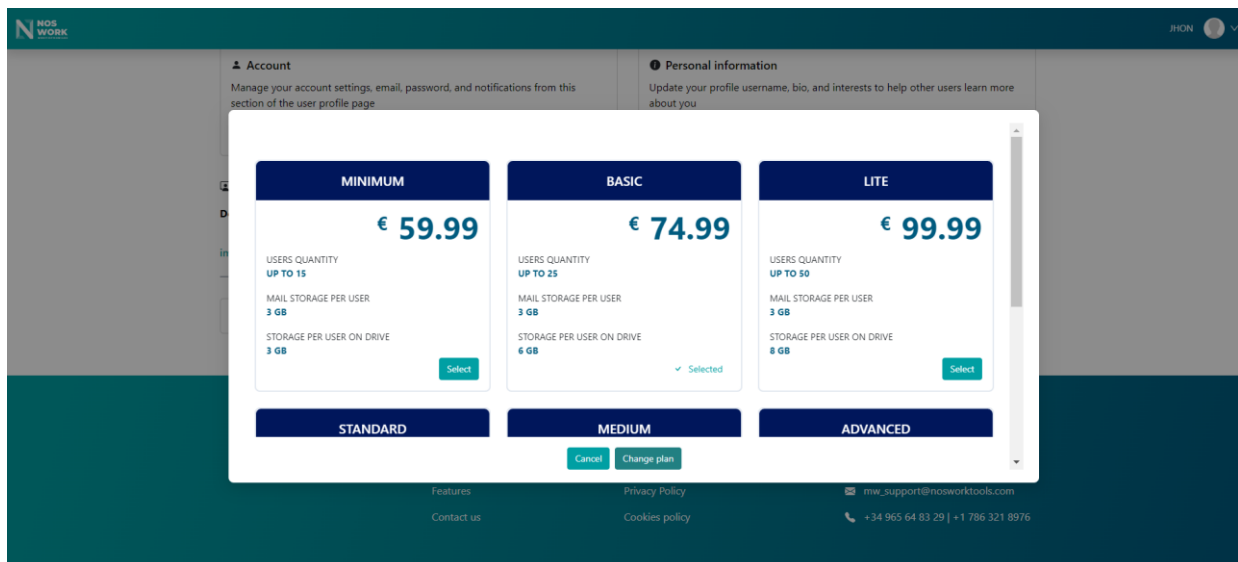 NOS
WORK
JHON
Account
Personal information
Manage your account settings, email, password, and notifications from this
section of the user profile page
Update your profile username, bio, and interests to help other users learn more
about you
MINIMUM
€ 59.99
USERS QUANTITY
UP TO 15
MAIL STORAGE PER USER
3 GB
STORAGE PER USER ON DRIVE
3 GB
Select
BASIC
€ 74.99
USERS QUANTITY
UP TO 25
MAIL STORAGE PER USER
3 GB
STORAGE PER USER ON DRIVE
6 GB
Selected
LITE
€ 99.99
USERS QUANTITY
UP TO 50
MAIL STORAGE PER USER
3 GB
STORAGE PER USER ON DRIVE
8 GB
Select
STANDARD
MEDIUM
ADVANCED
Cancel
Change plan
Features
Privacy Policy
mw_support@nosworktools.com
Contact us
Cookies policy
+34 965 64 83 29 | +1 786 321 8976